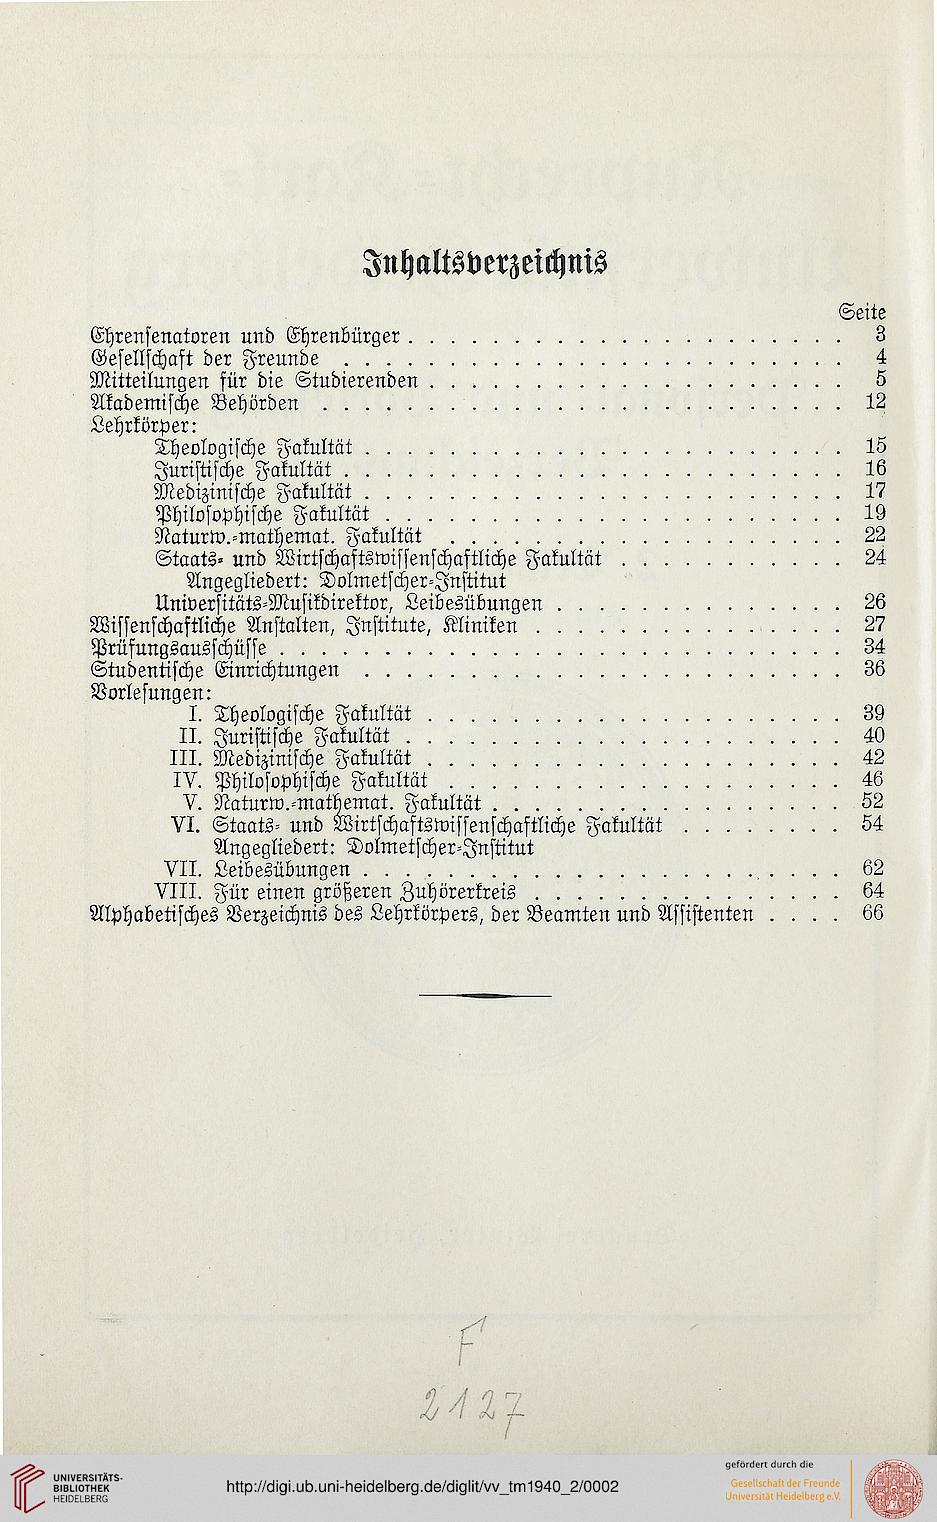 Inhaltsverzeichnis
Seite
Ehrensenatoren und Ehrenbürger . . . . . . . . . . . . . . . . . . . . . 3
Gesellschaft der Freunde . . . . . . . . . . . . . . . . . . . . . . . . 4
Mitteilungen für die Studierenden . . . . . . . . . . . . . . . . . . . . 5
Akademische Behörden . . . . . . . . . . . . . . . . . . . . . . . . . 12
Lehrkörper:
Theologische Fakultät . . . . . . . . . . . . . . . . . . . . . . . 15
Juristische Fakultät . . . . . . . . . . . . . . . . . . . . . . . . 16
Medizinische Fakultät . . . . . . . . . . . . . . . . . . . . . . . 17
Philosophische Fakultät . . . . . . . . . . . . . . . . . . . . . . 19
Naturw.-mathemat. Fakultät . . . . . . . . . . . . . . . . . . . 22
Staats- und Wirtschaftswissenschaftliche Fakultät . . . . . . . . . . . 24
Angegliedert: Dolmetscher-Institut
Universitäts-Musikdirektor, Leibesübungen . . . . . . . . . . . . . . 26
Wissenschaftliche Anstalten, Institute, Kliniken . . . . . . . . . . . . . . . 27
Prüfungsausschüsse . . . . . . . . . . . . . . . . . . . . . . . . . . . 34
Studentische Einrichtungen . . . . . . . . . . . . . . . . . . . . . . . 36
Vorlesungen:
I. Theologische Fakultät . . . . . . . . . . . . . . . . . . . . 39
II. Juristische Fakultät . . . . . . . . . . . . . . . . . . . . . 40
III. Medizinische Fakultät . . . . . . . . . . . . . . . . . . . . 42
IV. Philosophische Fakultät . . . . . . . . . . . . . . . . . . . 46
V. Naturw.-mathemat. Fakultät . . . . . . . . . . . . . . . . . 52
VI. Staats- und Wirtschaftswissenschaftliche Fakultät . . . . . . . . 54
Angegliedert: Dolmetscher-Institut
VII. Leibesübungen . . . . . . . . . . . . . . . . . . . . . . . 62
VIII. Für einen größeren Zuhörerkreis . . . . . . . . . . . . . . . 64
Alphabetisches Verzeichnis des Lehrkörpers, der Beamten und Assistenten . . . . 66
F
2127
UNIVERSITÄTS-
BIBLIOTHEK
HEIDELBERG
http://digi.ub.uni-heidelberg.de/diglit/vv_tm1940_2/0002
gefördert durch die
Gesellschaft der Freunde
Universität Heidelberg e.V.